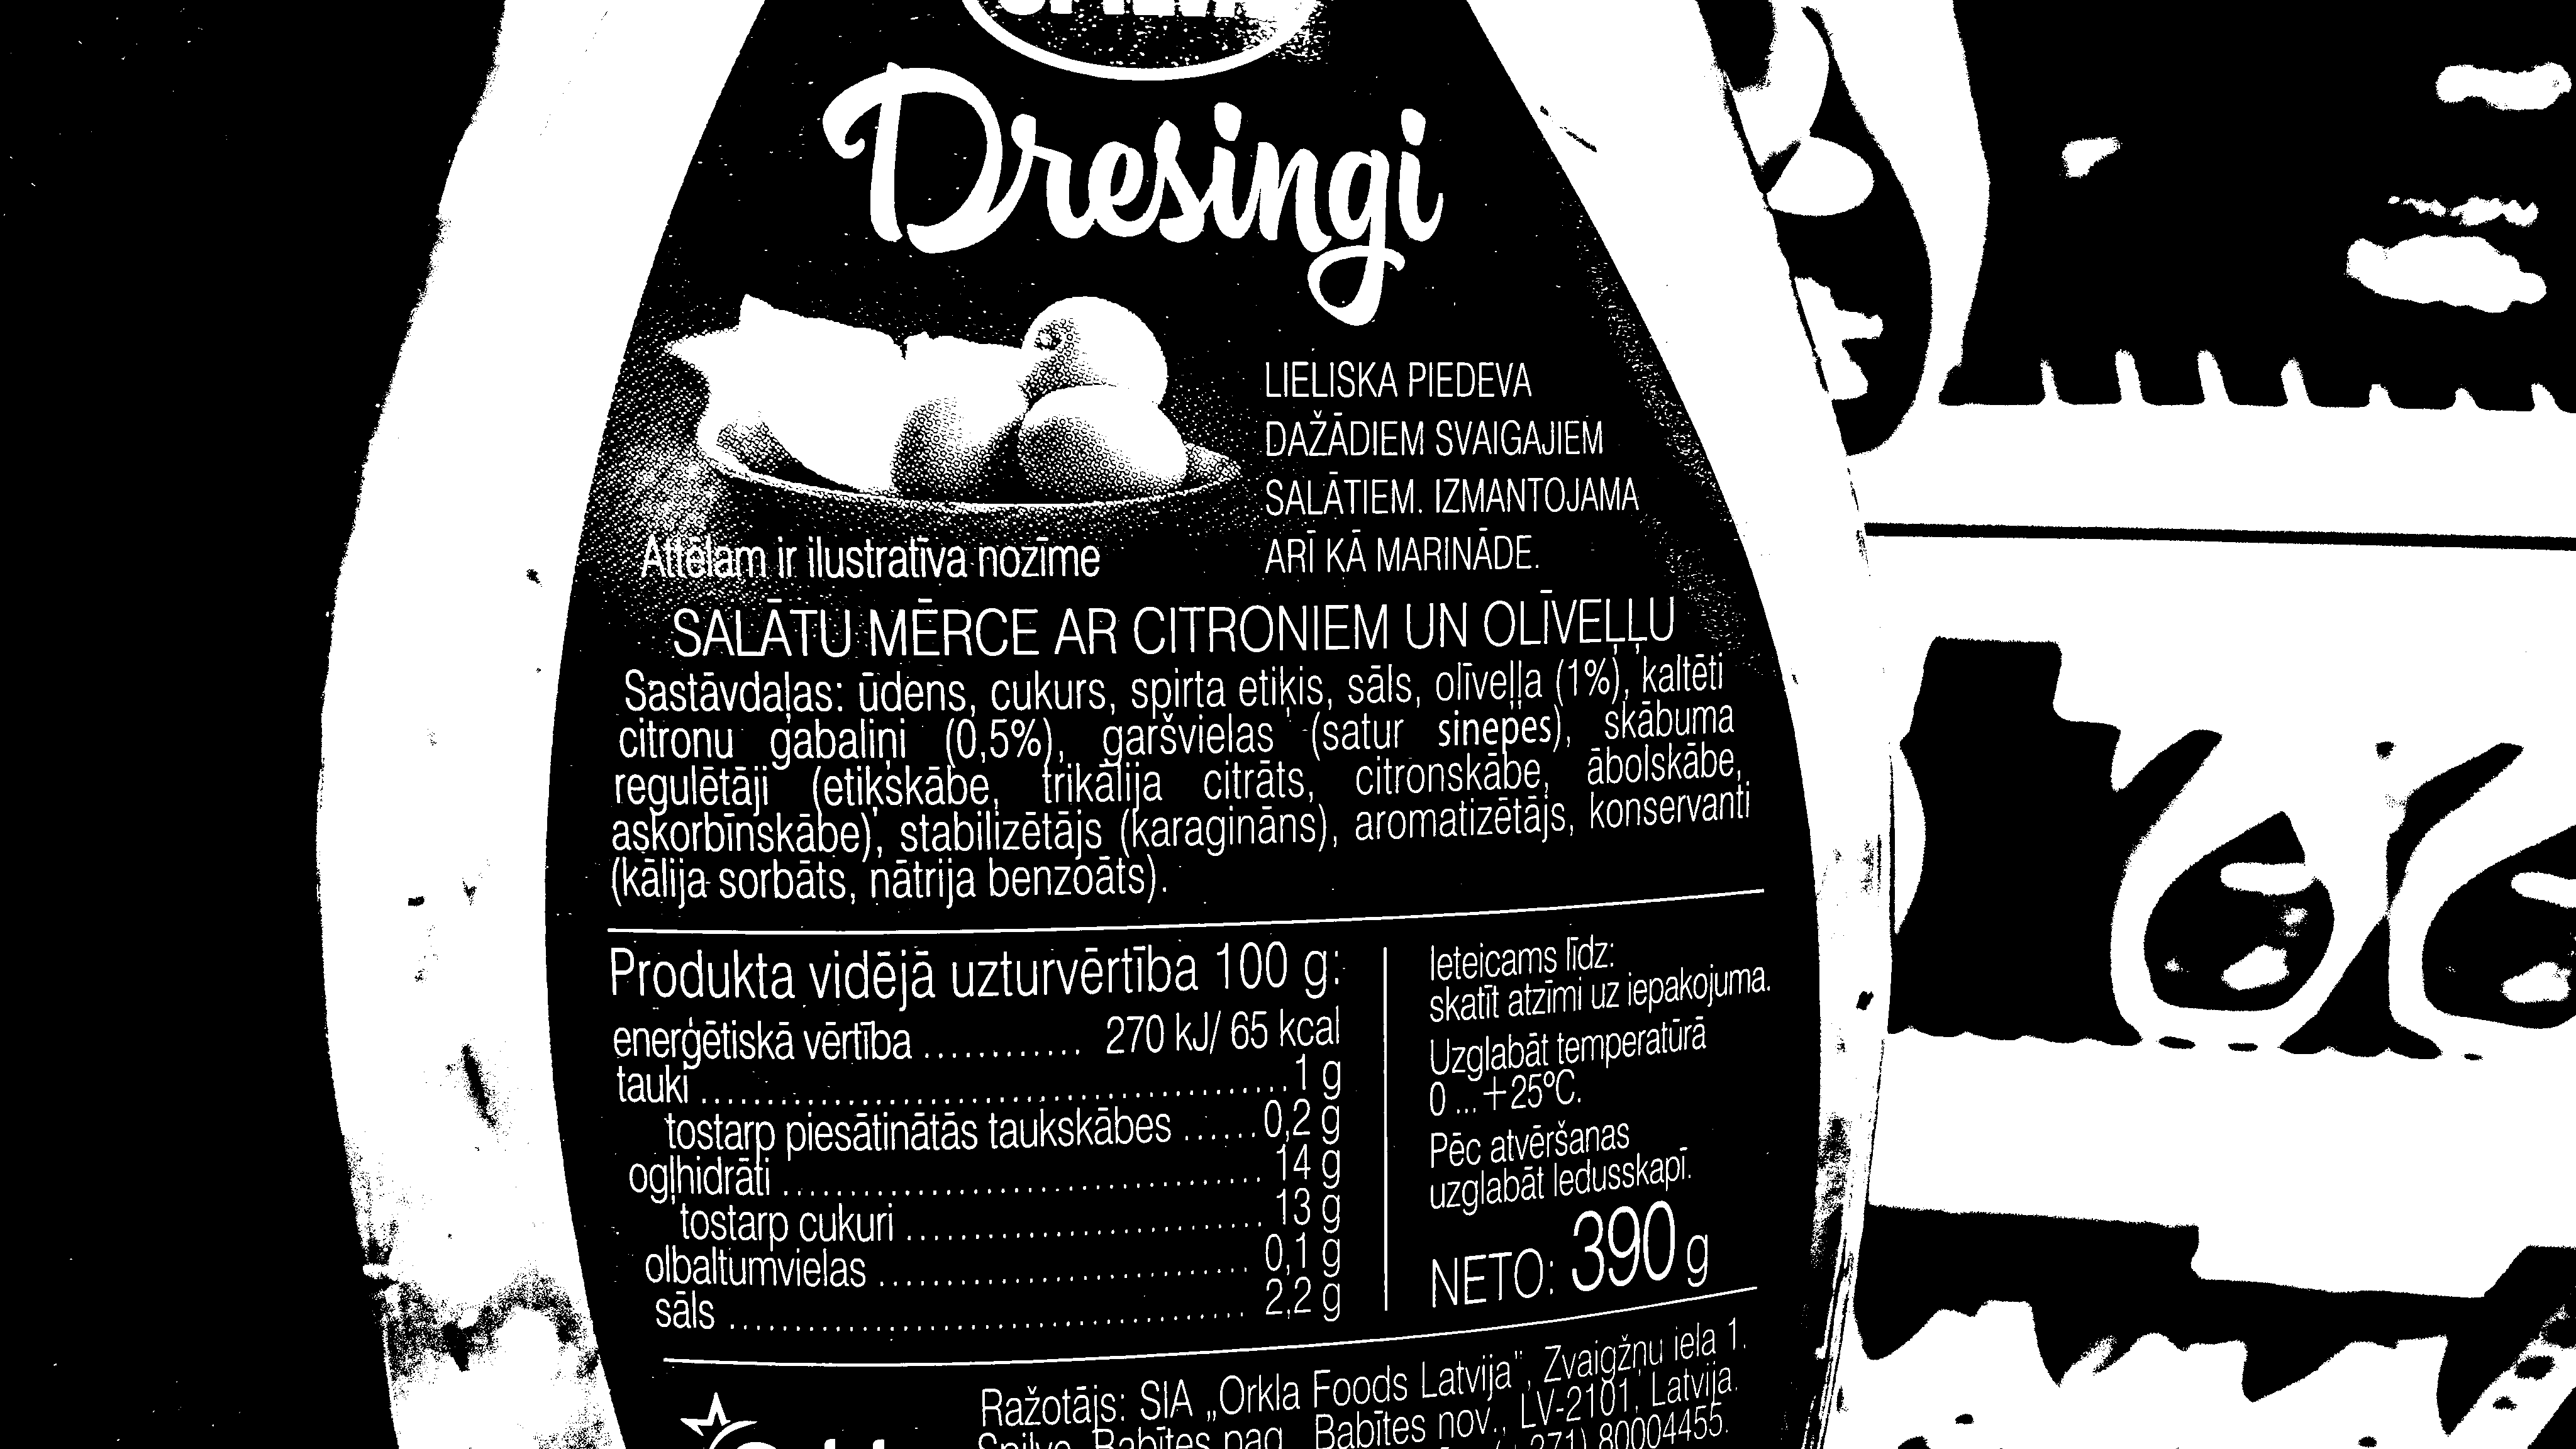 Dresingi
LIELISKA PIEDEVA
DAŽĀDIEM SVAIGAJIEM
SALĀTIEM. IZMANTOJAMA
ARĪ KĀ MARINĀDE.
Attēlam ir ilustratīva nozīme
SALĀTU MĒRCE AR CITRONIEM UN OLĪVEĻĻU
Sastāvdaļas: ūdens, cukurs, spirta etiķis, sāls, olīveļļa (1%), kaltēti
citronu gabaliņi (0,5%), garšvielas (satur sinepes), skābuma
regulētāji (etiķskābe, trikālija citrāts, citronskābe, ābolskābe,
askorbīnskābe), stabilizētājs (karagināns), aromatizētājs, konservanti
(kālija sorbāts, nātrija benzoāts).
Produkta vidējā uzturvērtība 100 g:
enerģētiskā vērtība ............ 270 kJ/ 65 kcal
tauki ............................................ 1 g
tostarp piesātinātās taukskābes ...... 0,2 g
ogļhidrāti .................................... 14 g
tostarp cukuri ........................... 13 g
olbaltumvielas ............................ 0,1 g
sāls ........................................ 2,2 g
Ieteicams līdz:
skatīt atzīmi uz iepakojuma.
Uzglabāt temperatūrā
0 ... +25°C.
Pēc atvēršanas
uzglabāt ledusskapī.
NETO: 390 g
Ražotājs: SIA „Orkla Foods Latvija", Zvaigžņu iela 1.
Babītes pag. Babītes nov., LV-2101, Latvija.
80004455.